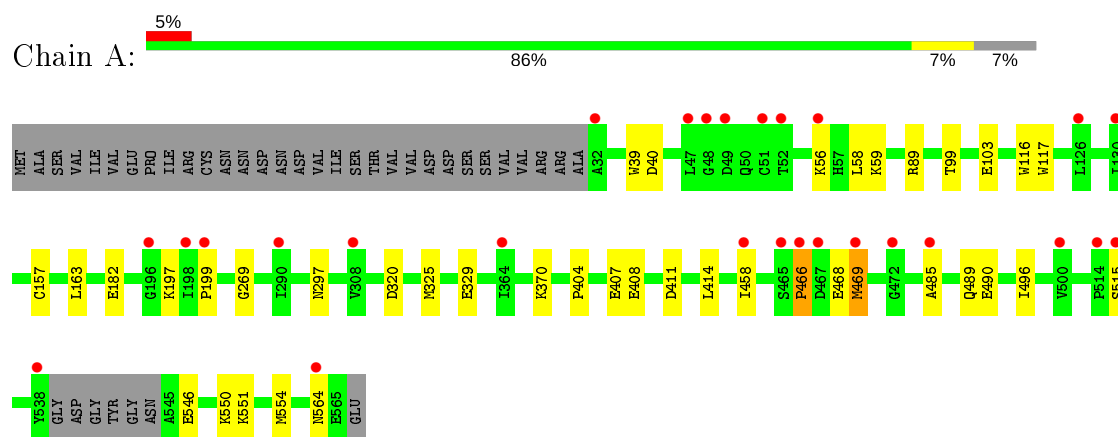 5%
Chain A:
86% 7% 7%
MET ALA SER VAL ILE VAL GLU PRO ILE ARG CYS ASN ASN ASP ASN ASP VAL ILE SER THR VAL VAL ASP ASP SER SER VAL VAL ARG ARG ALA A32 W39 D40 L47 G48 D49 Q50 C51 T52 K56 H57 L58 K59 R89 T99 E103 W116 W117 L126 I130
C157 L163 E182 G196 K197 I198 P199 G269 I290 N297 V308 D320 M325 E329 I364 K370 P404 E407 E408 D411 L414 I458 S465 P466 D467 E468 M469 G472 A485 Q489 E490 I496 V500 P514 S515
Y538 GLY ASP GLY TYR GLY ASN A545 E546 K550 K551 M554 N564 E565 GLU